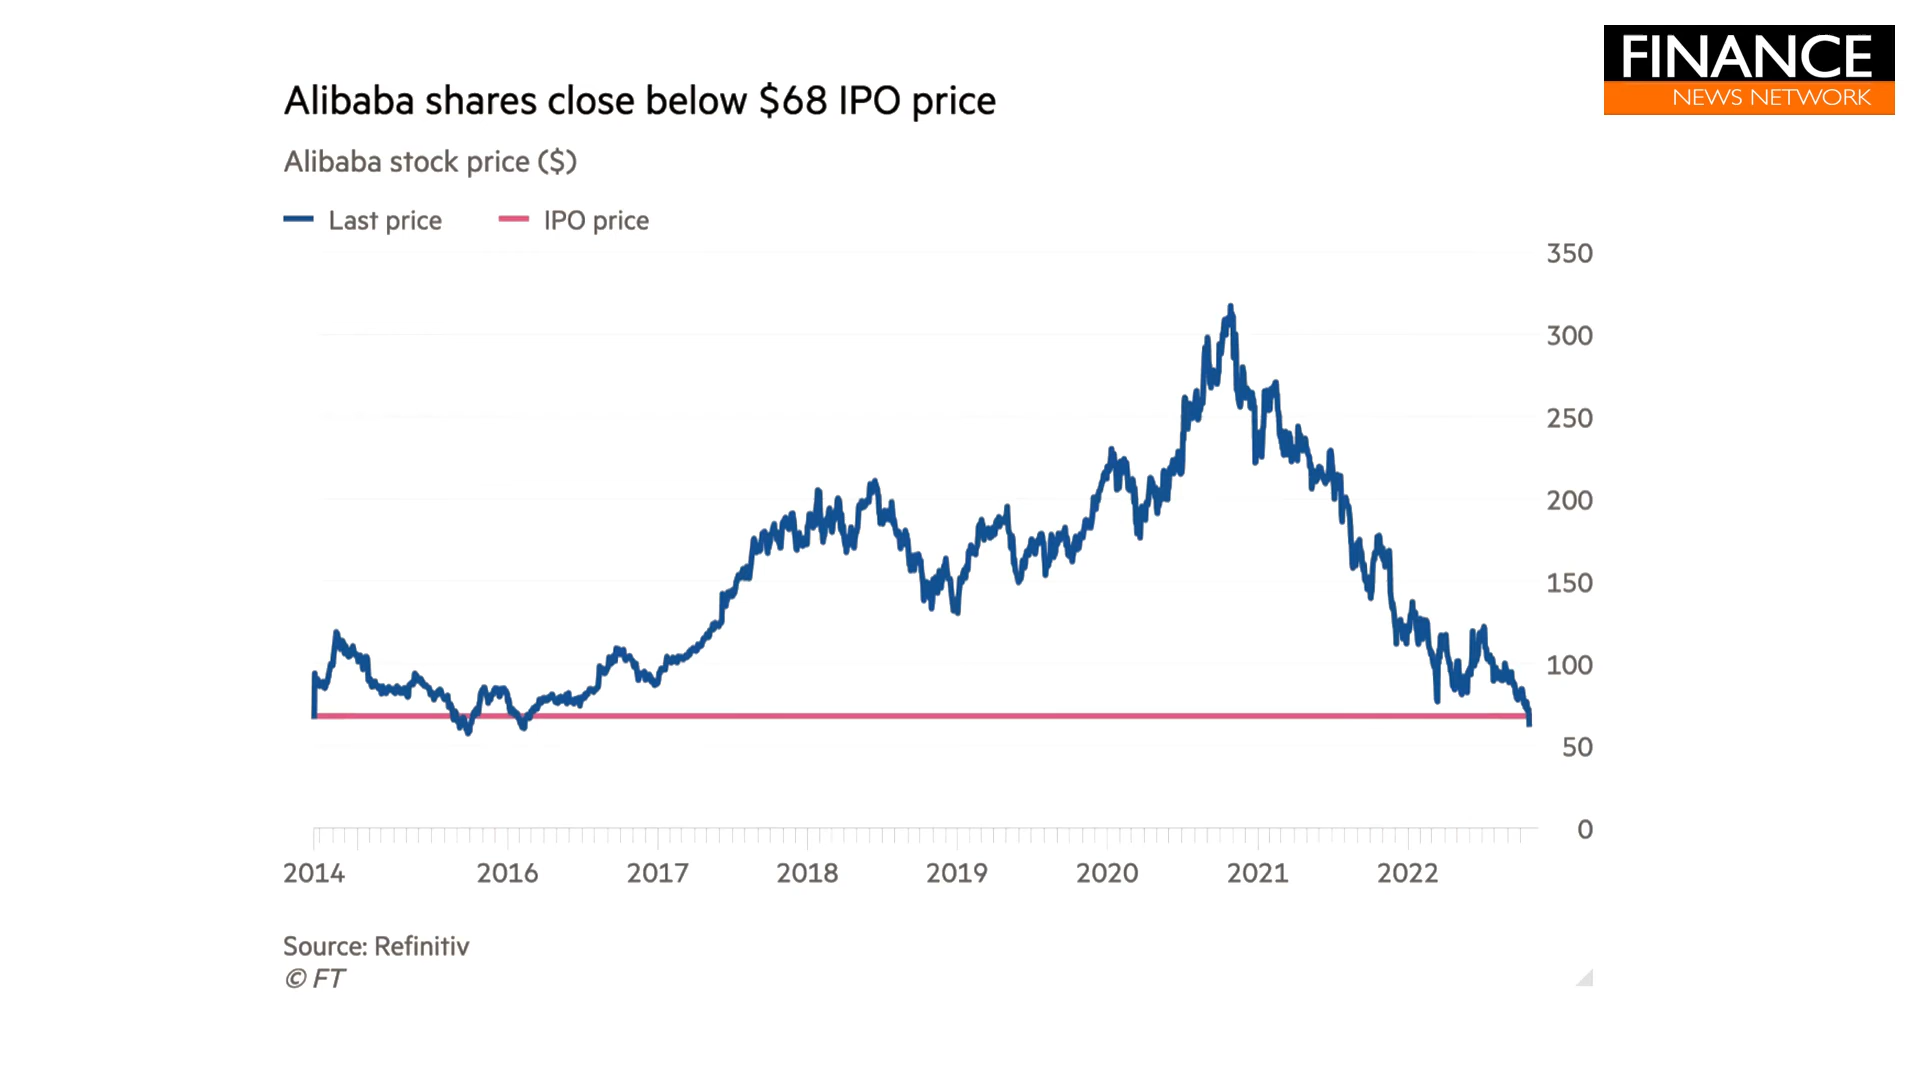 FINANCE
NEWS NETWORK
Alibaba shares close below $68 IPO price
Alibaba stock price ($)
Last price IPO price
350
300
250
200
150
100
50
0
2014 2016 2017 2018 2019 2020 2021 2022
Source: Refinitiv
© FT